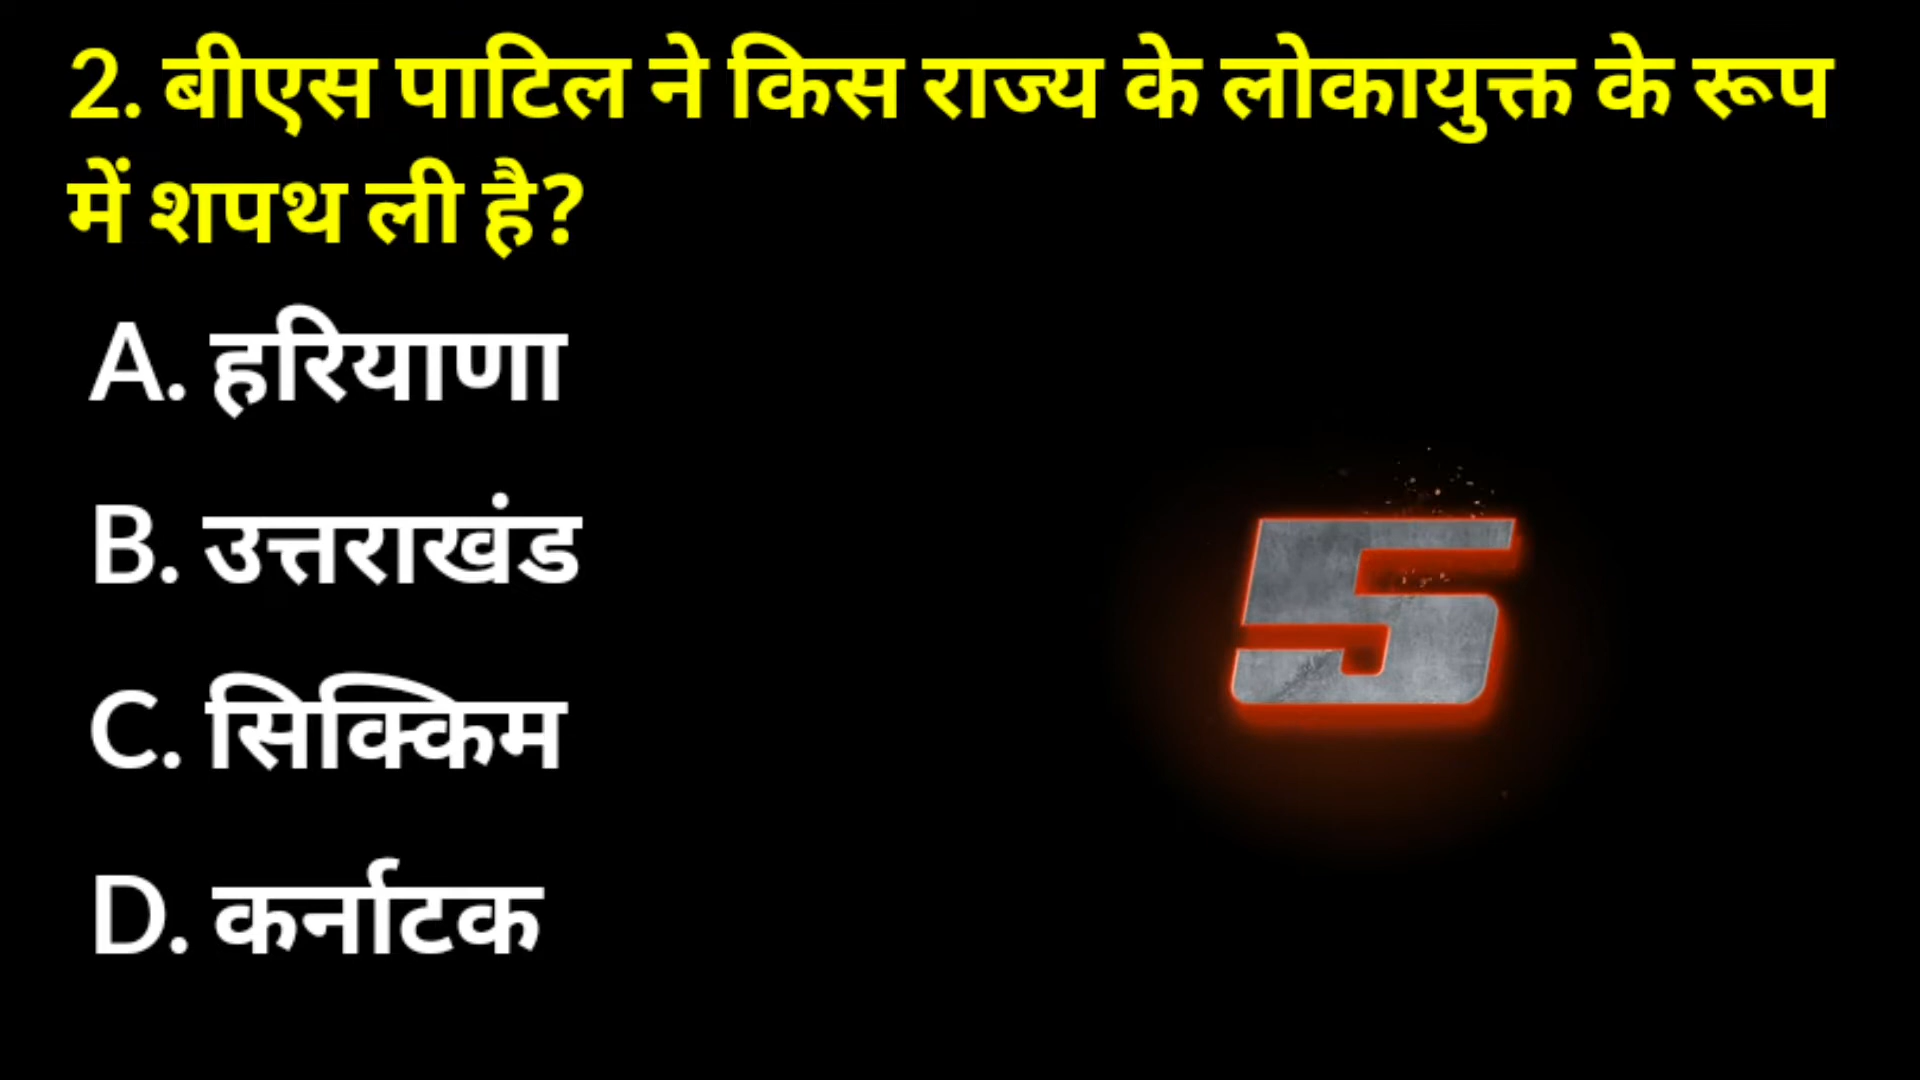 2. बीएस पाटिल ने किस राज्य के लोकायुक्त के रूप
में शपथ ली है?
A. हरियाणा
B. उत्तराखंड
5
C. सिक्किम
D. कर्नाटक